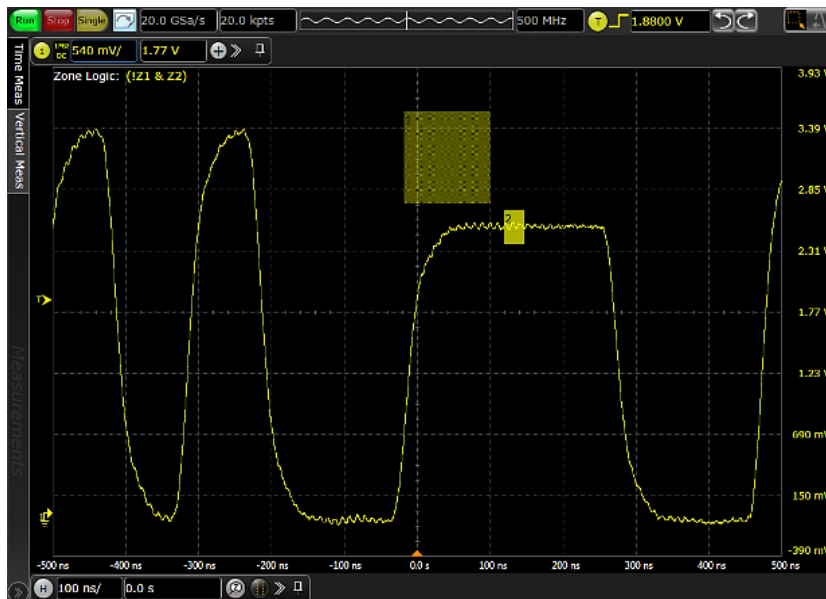 Run Stop Single 20.0 GSa/s 20.0 kpts 500 MHz T 1.8800 V
1 1MΩ DC 540 mV/ 1.77 V
Time Meas
Vertical Meas
Measurements
Zone Logic: (!Z1 & Z2)
3.93 V
3.39 V
2.85 V
2.31 V
1.77 V
1.23 V
690 mV
150 mV
-390 mV
2
T
-500 ns -400 ns -300 ns -200 ns -100 ns 0.0 s 100 ns 200 ns 300 ns 400 ns 500 ns
H 100 ns/ 0.0 s